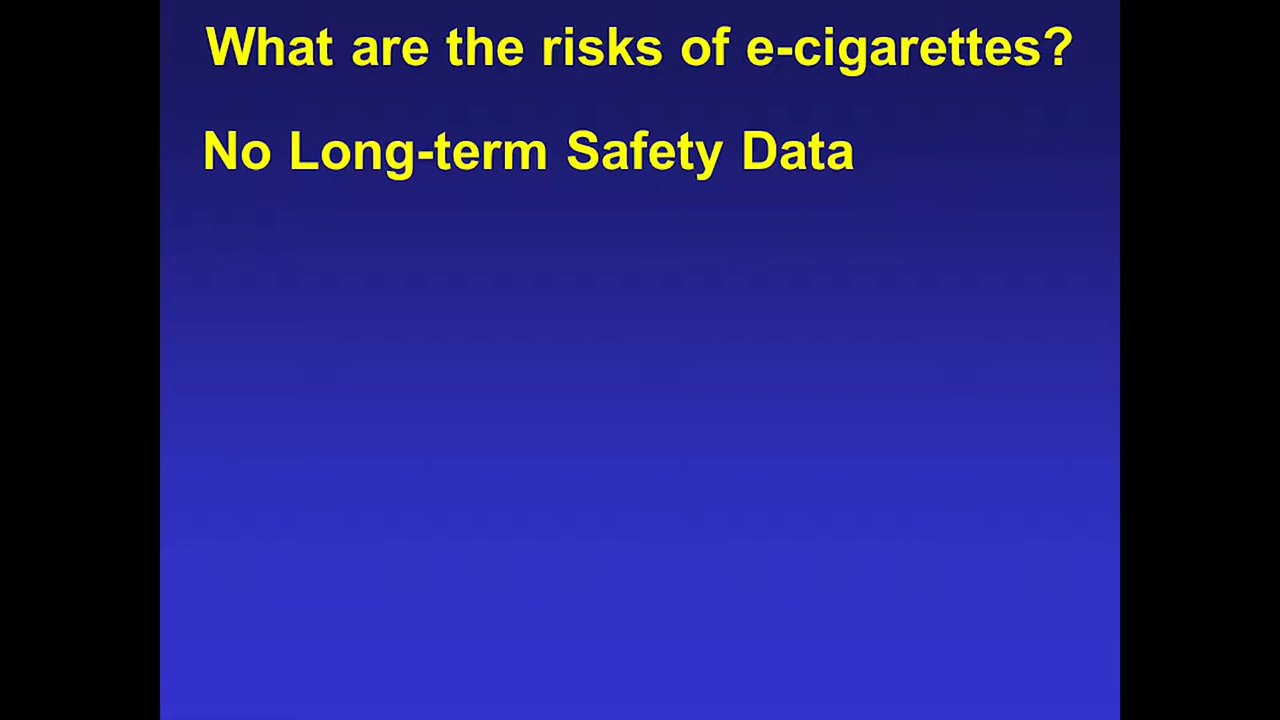 What are the risks of e-cigarettes?
No Long-term Safety Data